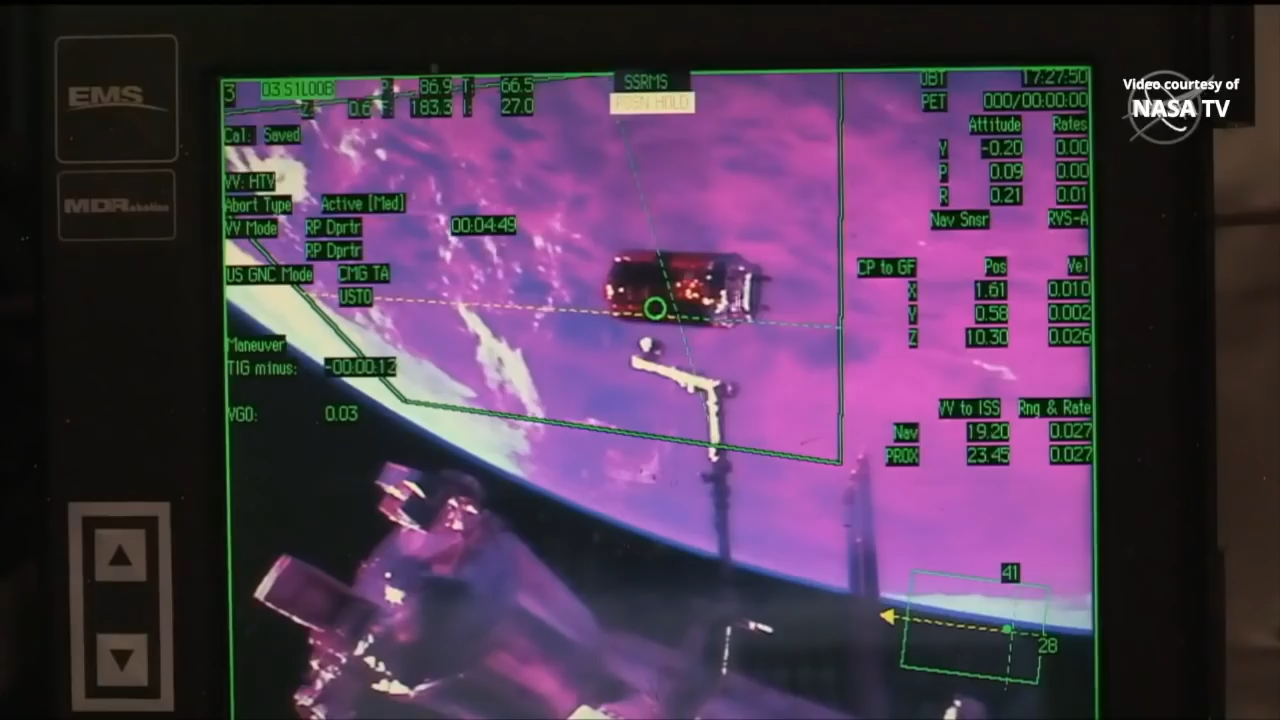 EMS
MDR
3 03 S1LOOB P: 86.9 T: 66.5
Z: 0.6 183.3 27.0
SSRMS
POSN HOLD
Cal: Saved
VV: HTV
Abort Type Active [Med]
VV Mode RP Dprtr 00:04:49
RP Dprtr
US GNC Mode CMG TA
USTO
Maneuver
TIG minus: -00:00:12
VGO: 0.03
OBT 17:27:50
PET 000/00:00:00
Attitude Rates
Y -0.20 0.00
P 0.09 0.00
R 0.21 0.01
Nav Snsr RVS-A
CP to GF Pos Vel
X 1.61 0.010
Y 0.58 0.002
Z 10.30 0.026
VV to ISS Rng & Rate
Nav 19.20 0.027
PROX 23.45 0.027
41
28
Video courtesy of
NASA TV